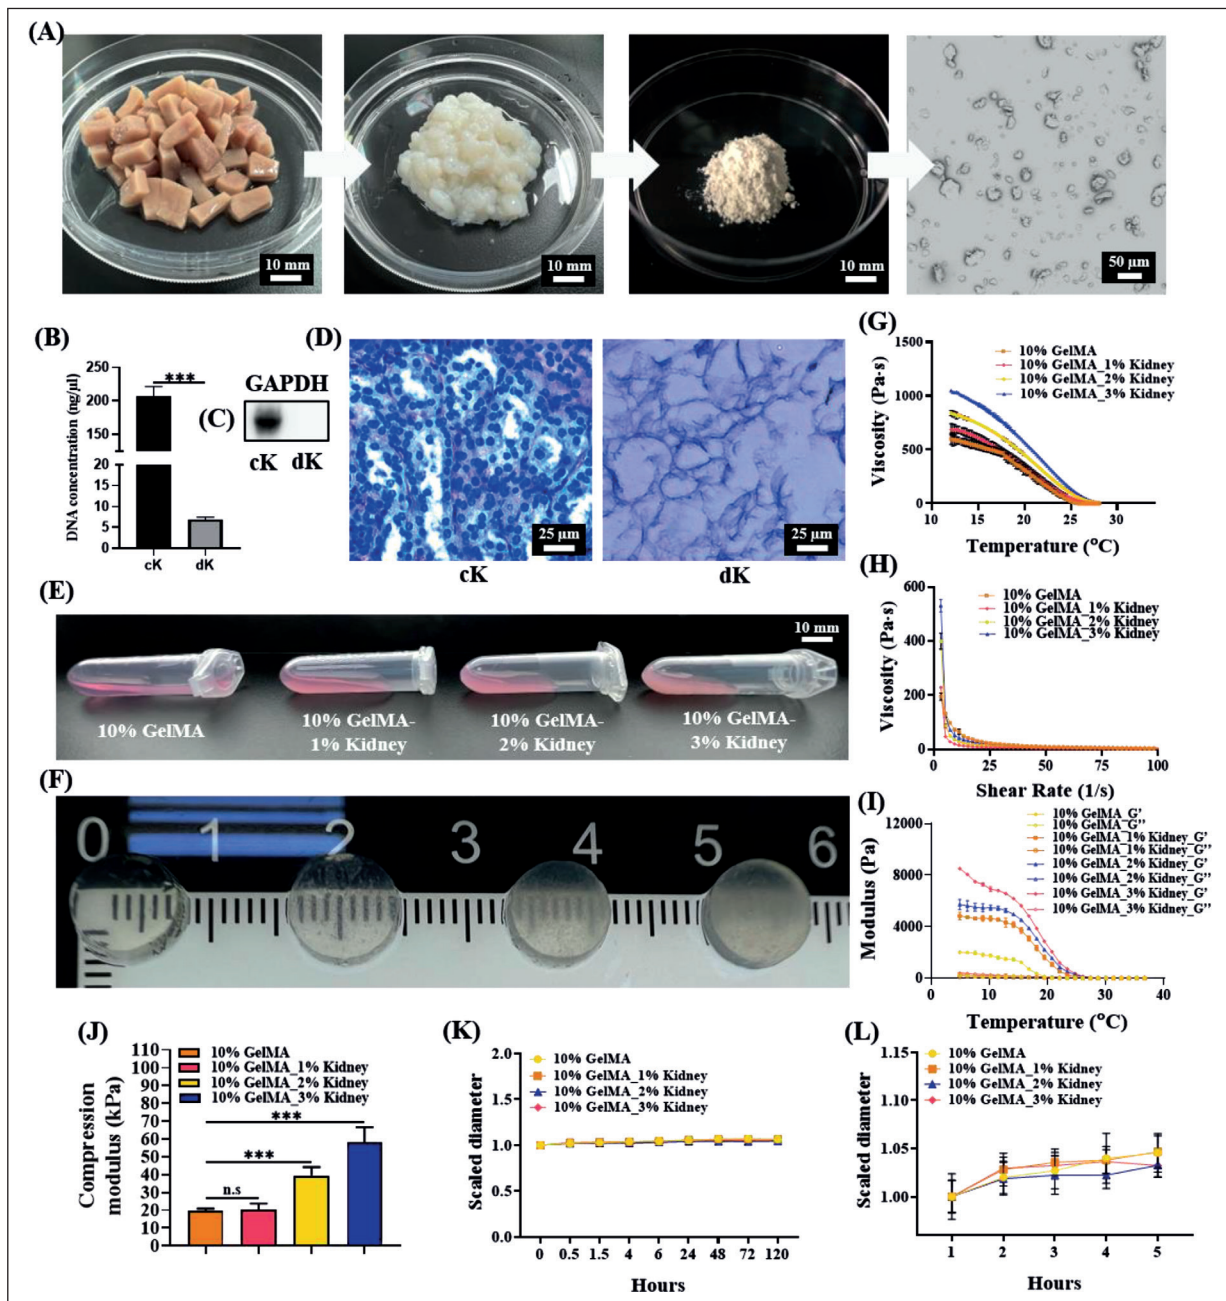 (A)
10 mm
10 mm
10 mm
50 µm
(B)
DNA concentration (ng/µl)
250
200
150
20
15
10
5
0
***
cK
dK
(C)
GAPDH
cK dK
(D)
25 µm
25 µm
cK
dK
(E)
10 mm
10% GelMA
10% GelMA-
1% Kidney
10% GelMA-
2% Kidney
10% GelMA-
3% Kidney
(F)
0 1 2 3 4 5 6
(G)
Viscosity (Pa·s)
1500
1000
500
0
10% GelMA
10% GelMA_1% Kidney
10% GelMA_2% Kidney
10% GelMA_3% Kidney
10 15 20 25 30
Temperature (°C)
(H)
Viscosity (Pa·s)
600
400
200
0
10% GelMA
10% GelMA_1% Kidney
10% GelMA_2% Kidney
10% GelMA_3% Kidney
0 25 50 75 100
Shear Rate (1/s)
(I)
Modulus (Pa)
12000
8000
4000
0
10% GelMA_G'
10% GelMA_G''
10% GelMA_1% Kidney_G'
10% GelMA_1% Kidney_G''
10% GelMA_2% Kidney_G'
10% GelMA_2% Kidney_G''
10% GelMA_3% Kidney_G'
10% GelMA_3% Kidney_G''
0 10 20 30 40
Temperature (°C)
(J)
Compression
modulus (kPa)
110
100
90
80
70
60
50
40
30
20
10
0
10% GelMA
10% GelMA_1% Kidney
10% GelMA_2% Kidney
10% GelMA_3% Kidney
***
***
n.s
(K)
Scaled diameter
2.0
1.5
1.0
0.5
0.0
10% GelMA
10% GelMA_1% Kidney
10% GelMA_2% Kidney
10% GelMA_3% Kidney
0 0.5 1.5 4 6 24 48 72 120
Hours
(L)
Scaled diameter
1.15
1.10
1.05
1.00
10% GelMA
10% GelMA_1% Kidney
10% GelMA_2% Kidney
10% GelMA_3% Kidney
1 2 3 4 5
Hours